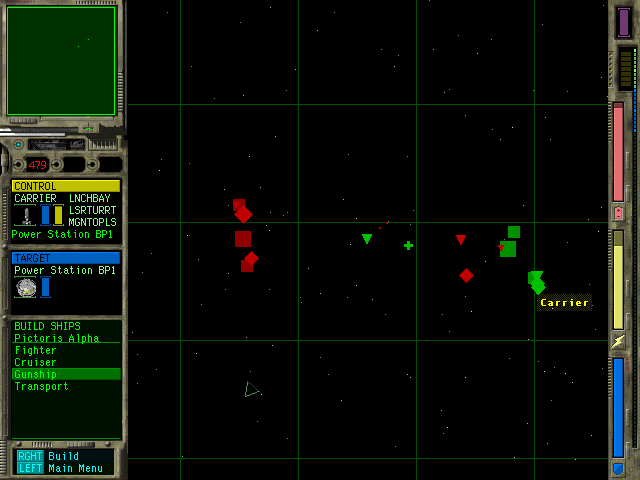 479
CONTROL
CARRIER LNCHBAY
LSRTURRT
MGNTOPLS
Power Station BP1
TARGET
Power Station BP1
BUILD SHIPS
Pictoris Alpha
Fighter
Cruiser
Gunship
Transport
RGHT Build
LEFT Main Menu
Carrier